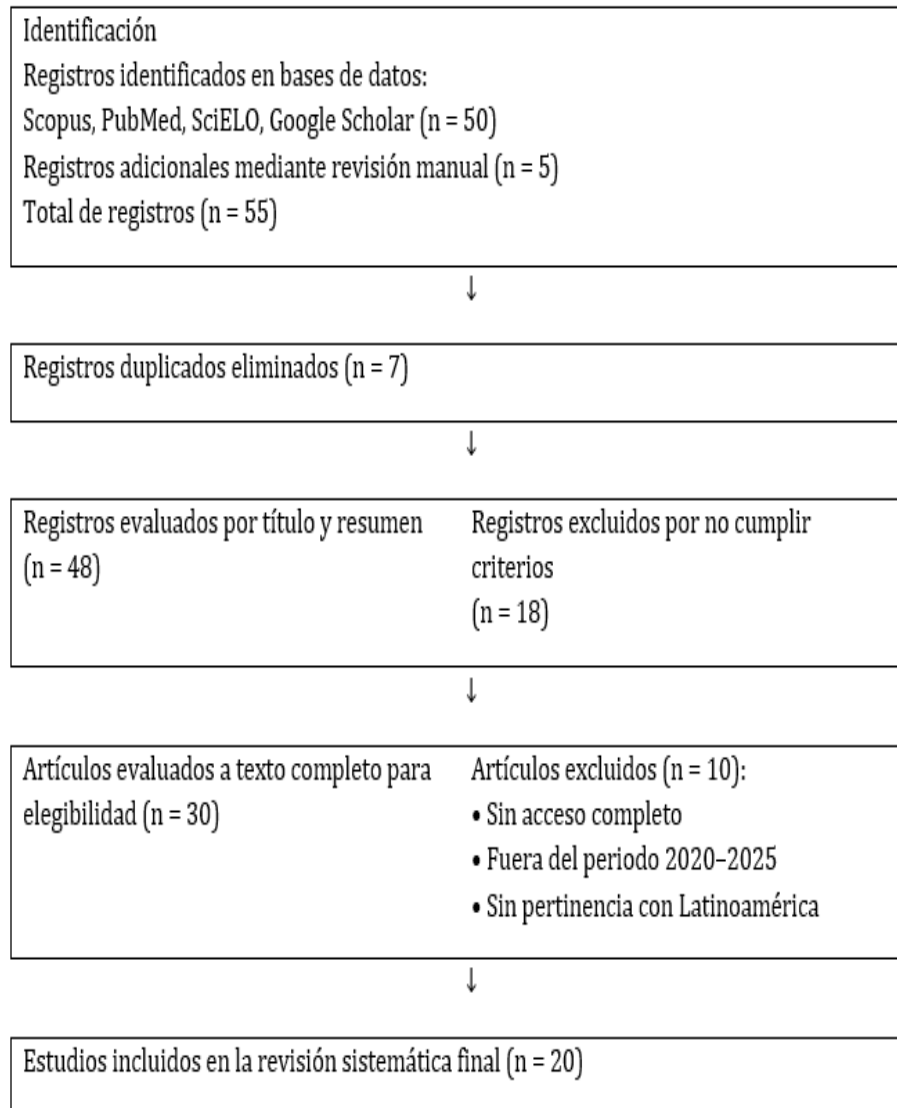 Identificación
Registros identificados en bases de datos:
Scopus, PubMed, SciELO, Google Scholar (n = 50)
Registros adicionales mediante revisión manual (n = 5)
Total de registros (n = 55)
↓
Registros duplicados eliminados (n = 7)
↓
Registros evaluados por título y resumen
(n = 48)
Registros excluidos por no cumplir
criterios
(n = 18)
↓
Artículos evaluados a texto completo para
elegibilidad (n = 30)
Artículos excluidos (n = 10):
• Sin acceso completo
• Fuera del periodo 2020–2025
• Sin pertinencia con Latinoamérica
↓
Estudios incluidos en la revisión sistemática final (n = 20)